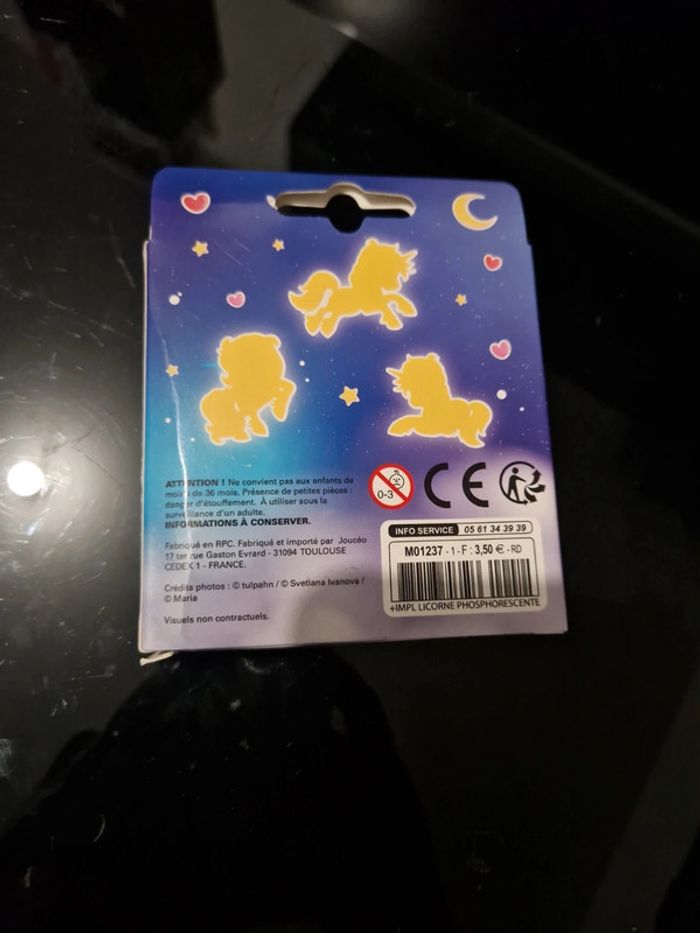 ATTENTION ! Ne convient pas aux enfants de
moins de 36 mois. Présence de petites pièces :
danger d'étouffement. À utiliser sous la
surveillance d'un adulte.
INFORMATIONS À CONSERVER.
Fabriqué en RPC. Fabriqué et importé par Joucéo
17 ter rue Gaston Evrard - 31094 TOULOUSE
CEDEX 1 - FRANCE.
Crédits photos : © tulpahn / © Svetlana Ivanova /
© Maria
Visuels non contractuels.
0-3
CE
INFO SERVICE 05 61 34 39 39
M01237 - 1 - F : 3,50 € - RD
+IMPL LICORNE PHOSPHORESCENTE